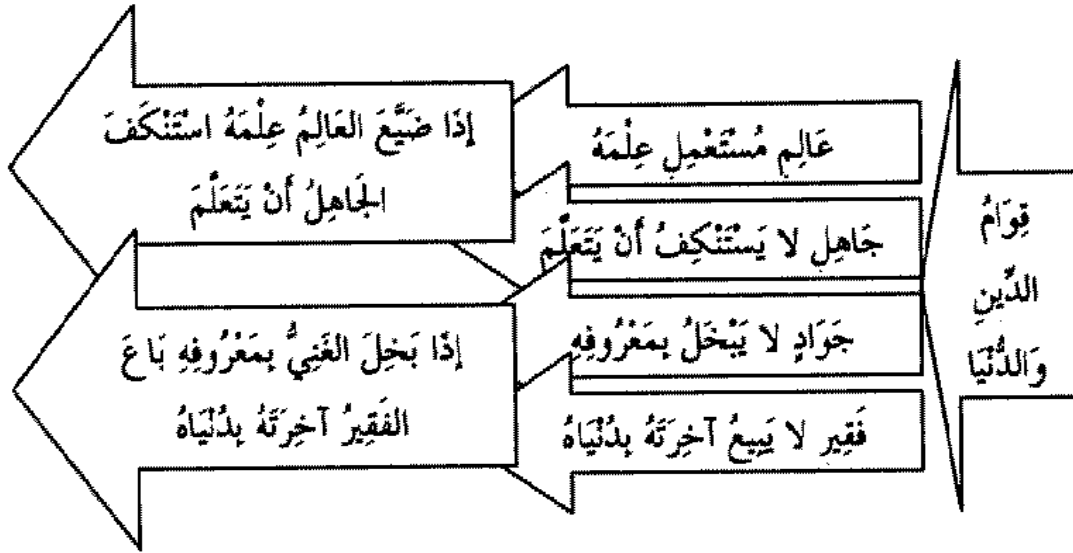 قِوَامُ
الدِّينِ
وَالدُّنْيَا
عَالِمٍ مُسْتَعْمِلٍ عِلْمَهُ
جَاهِلٍ لا يَسْتَنْكِفُ أَنْ يَتَعَلَّمَ
جَوَادٍ لا يَبْخَلُ بِمَعْرُوفِهِ
فَقِيرٍ لا يَبِيعُ آخِرَتَهُ بِدُنْيَاهُ
إِذَا ضَيَّعَ العَالِمُ عِلْمَهُ اسْتَنْكَفَ
الجَاهِلُ أَنْ يَتَعَلَّمَ
إِذَا بَخِلَ الغَنِيُّ بِمَعْرُوفِهِ بَاعَ
الفَقِيرُ آخِرَتَهُ بِدُنْيَاهُ